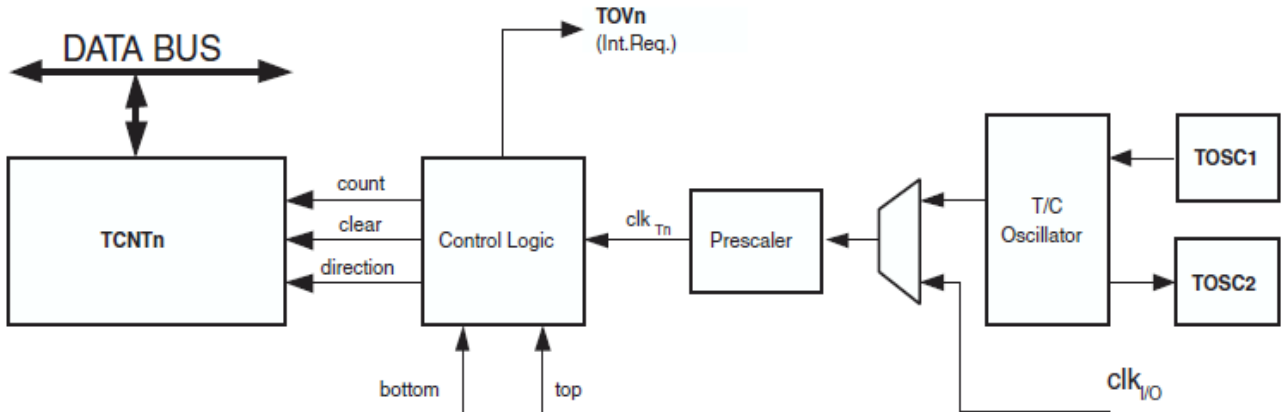 TOVn
(Int.Req.)
DATA BUS
TCNTn
count
clear
direction
Control Logic
clk Tn
Prescaler
T/C
Oscillator
TOSC1
TOSC2
bottom
top
clk I/O